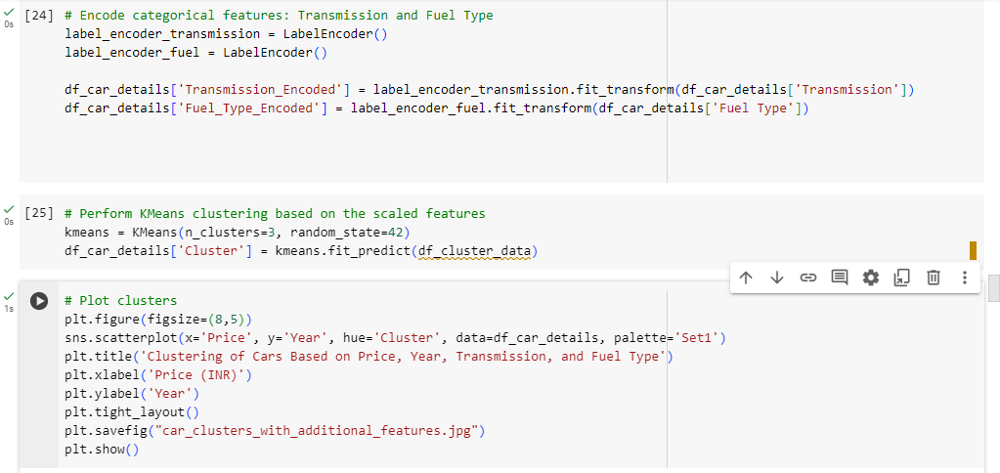 [24] # Encode categorical features: Transmission and Fuel Type
0s
label_encoder_transmission = LabelEncoder()
label_encoder_fuel = LabelEncoder()
df_car_details['Transmission_Encoded'] = label_encoder_transmission.fit_transform(df_car_details['Transmission'])
df_car_details['Fuel_Type_Encoded'] = label_encoder_fuel.fit_transform(df_car_details['Fuel Type'])
[25] # Perform KMeans clustering based on the scaled features
0s
kmeans = KMeans(n_clusters=3, random_state=42)
df_car_details['Cluster'] = kmeans.fit_predict(df_cluster_data)
# Plot clusters
1s
plt.figure(figsize=(8,5))
sns.scatterplot(x='Price', y='Year', hue='Cluster', data=df_car_details, palette='Set1')
plt.title('Clustering of Cars Based on Price, Year, Transmission, and Fuel Type')
plt.xlabel('Price (INR)')
plt.ylabel('Year')
plt.tight_layout()
plt.savefig("car_clusters_with_additional_features.jpg")
plt.show()